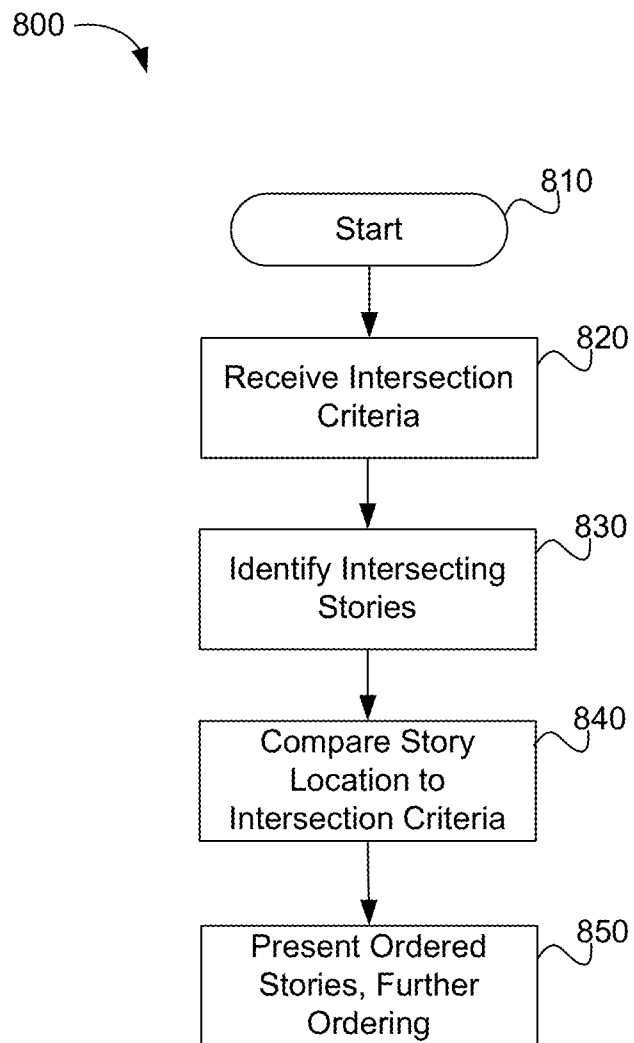 800
810
Start
820
Receive Intersection
Criteria
830
Identify Intersecting
Stories
840
Compare Story
Location to
Intersection Criteria
850
Present Ordered
Stories, Further
Ordering